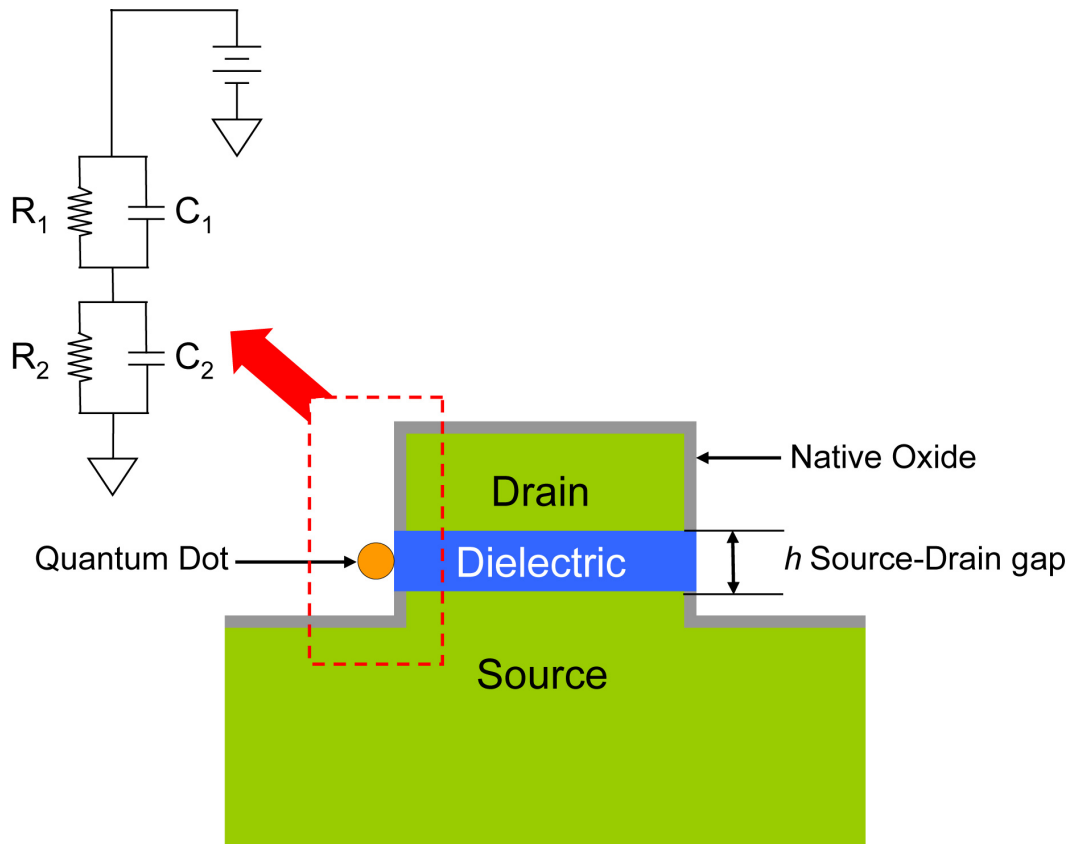 R₁
C₁
R₂
C₂
Native Oxide
Drain
Quantum Dot
Dielectric
h Source-Drain gap
Source